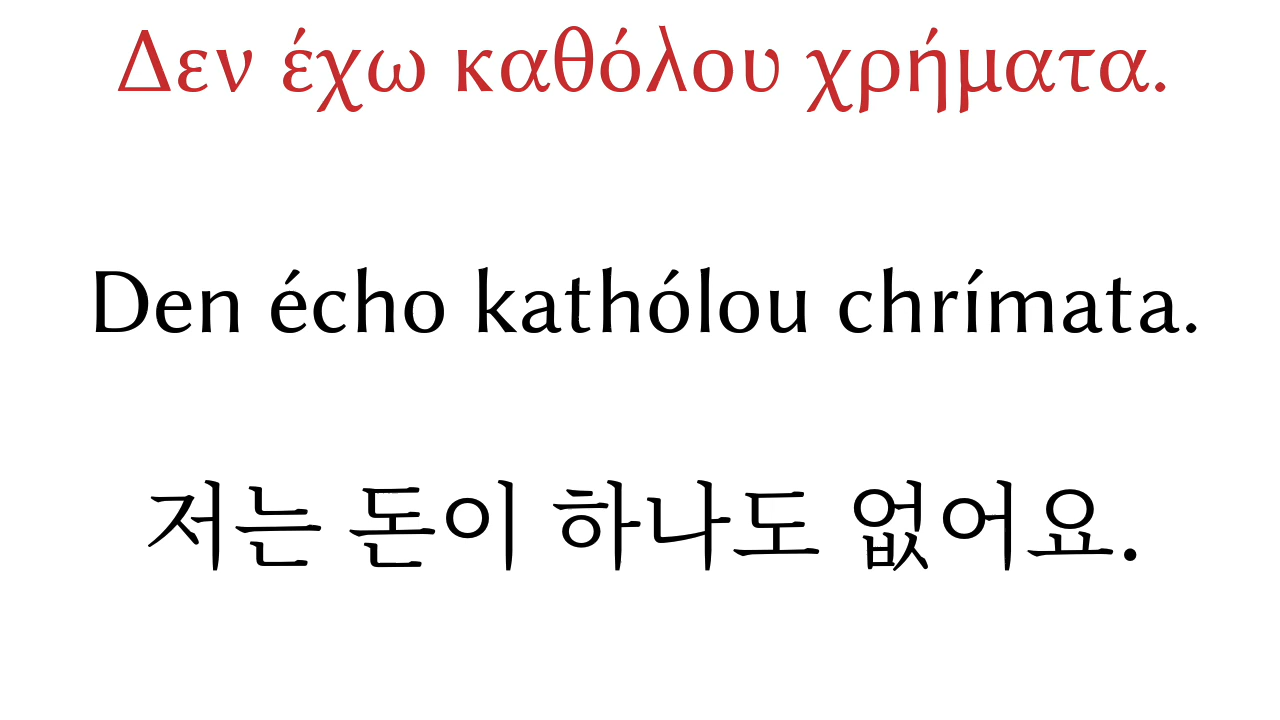 Δεν έχω καθόλου χρήματα.
Den écho kathólou chrímata.
저는 돈이 하나도 없어요.